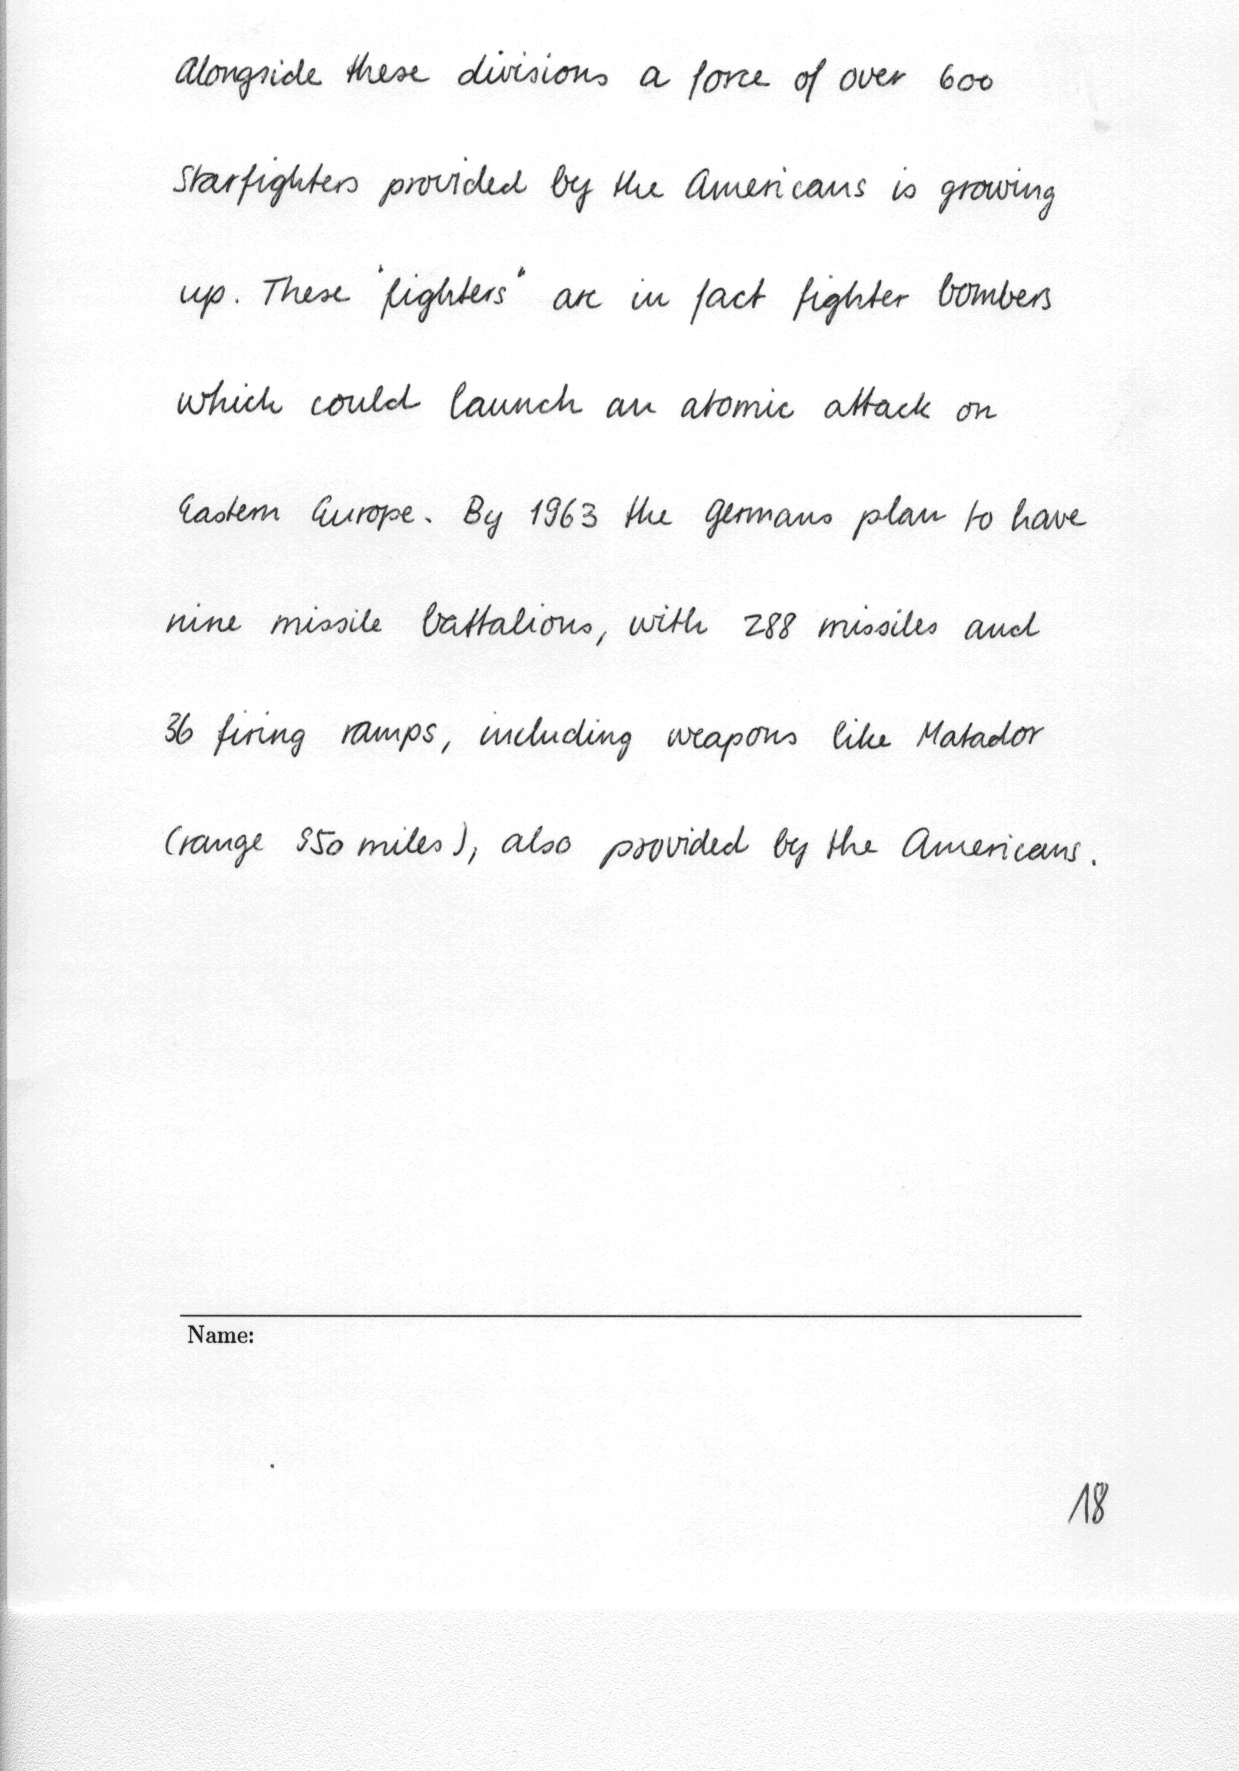 Alongside these divisions a force of over 600
Starfighters provided by the Americans is growing
up. These "fighters" are in fact fighter bombers
which could launch an atomic attack on
Eastern Europe. By 1963 the Germans plan to have
nine missile battalions, with 288 missiles and
36 firing ramps, including weapons like Matador
(range 950 miles), also provided by the Americans.
Name:
18